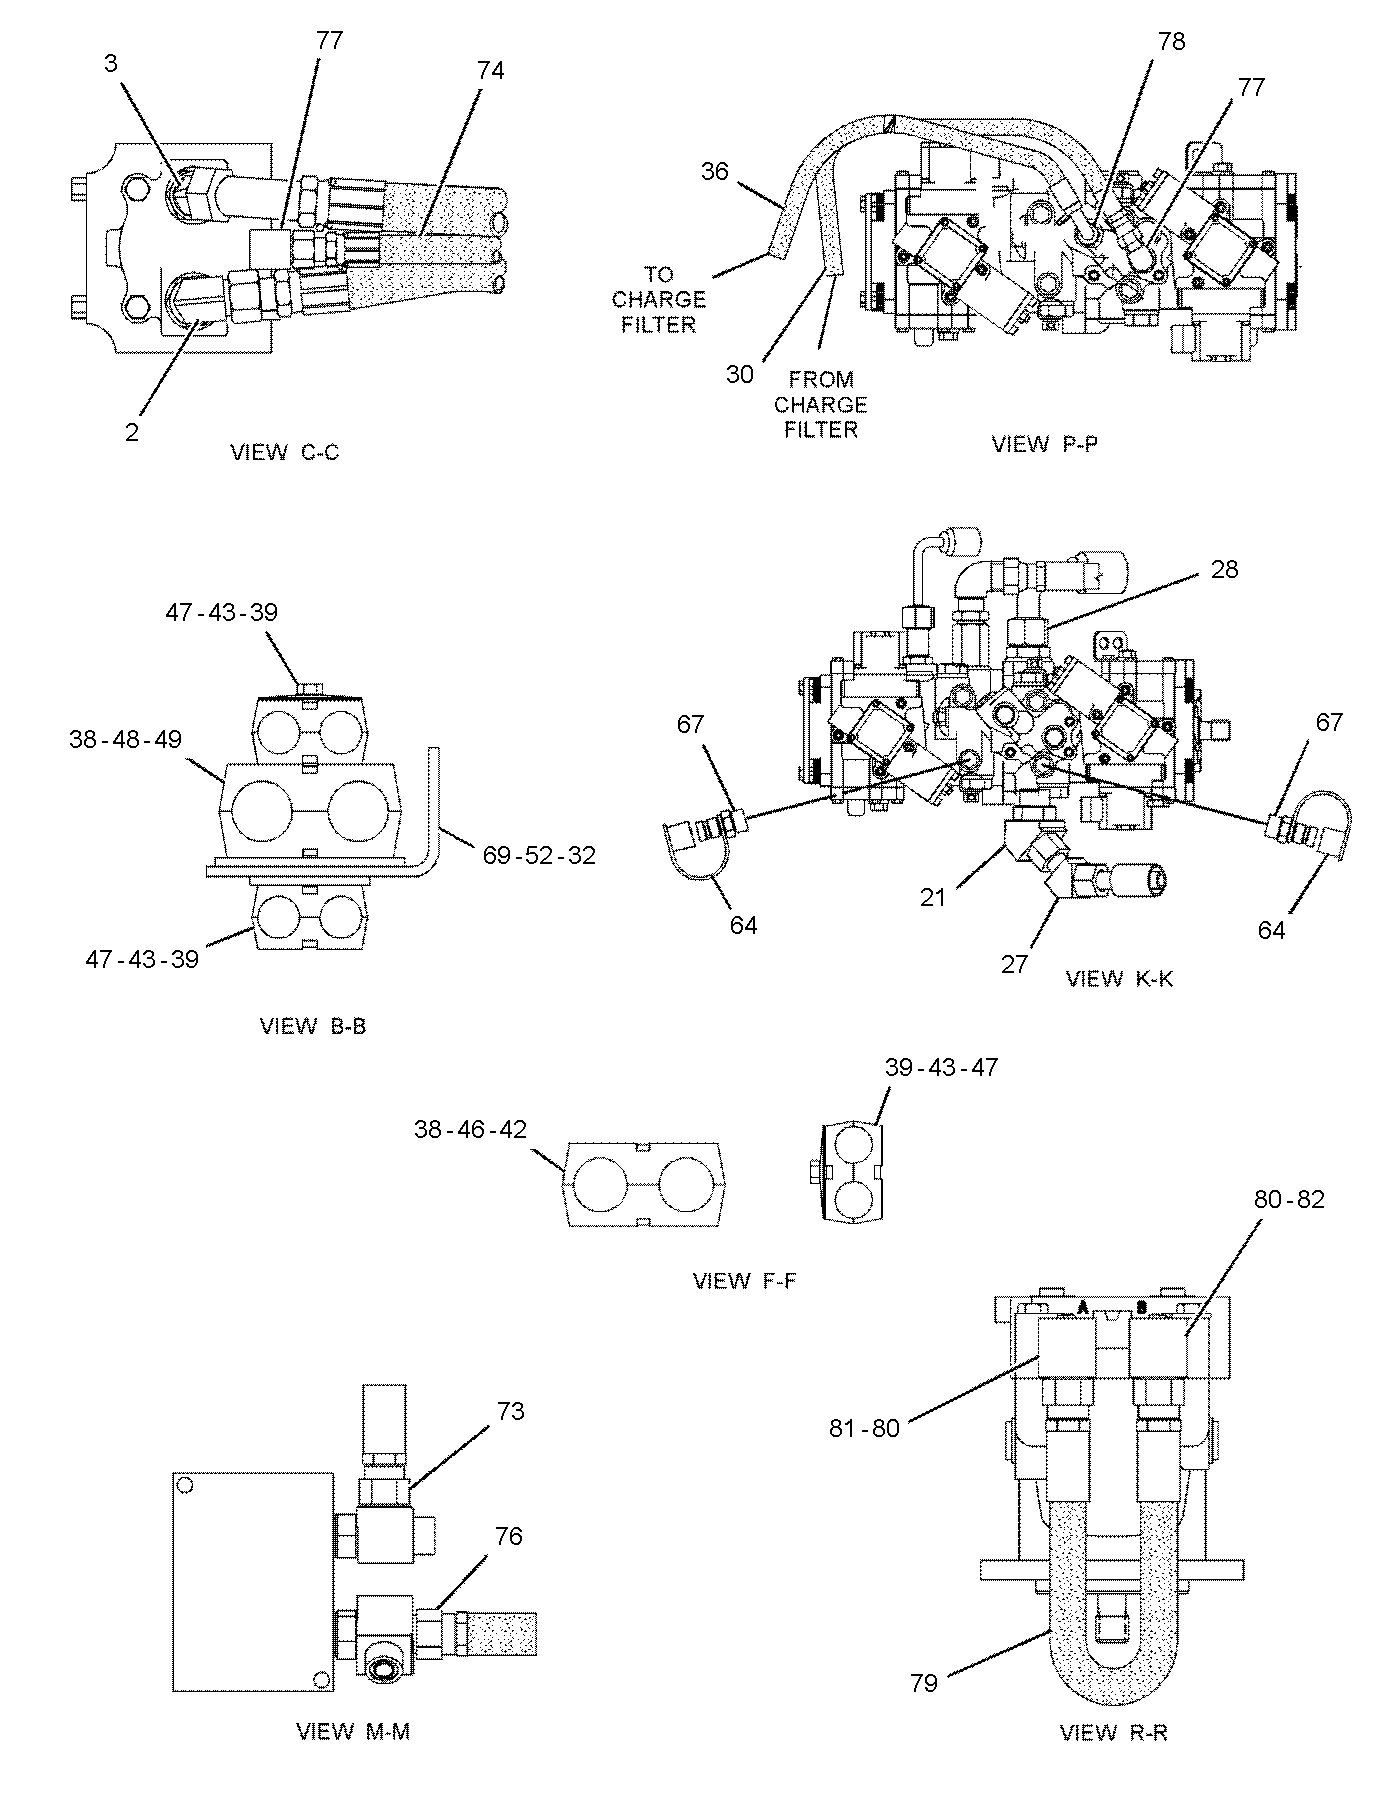 3
77
74
2
VIEW C-C
78
77
36
TO
CHARGE
FILTER
30
FROM
CHARGE
FILTER
VIEW P-P
47-43-39
38-48-49
69-52-32
47-43-39
VIEW B-B
28
67
67
21
64
64
27
VIEW K-K
39-43-47
38-46-42
VIEW F-F
80-82
A B
81-80
79
VIEW R-R
73
76
VIEW M-M